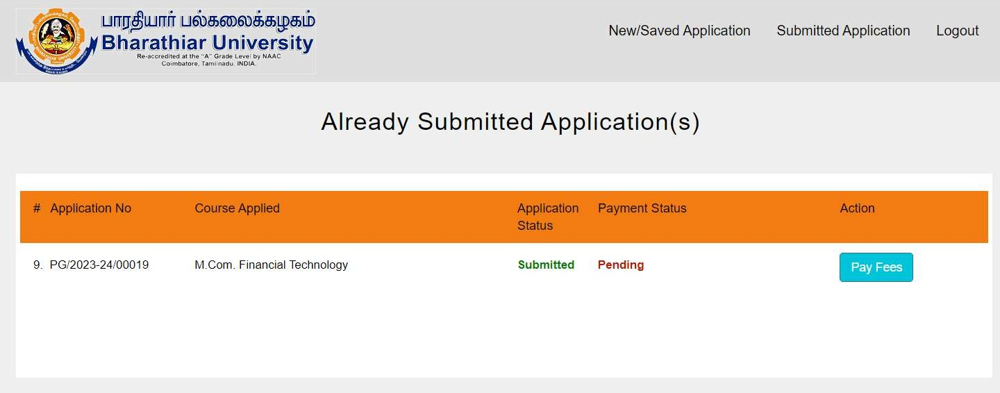 பாரதியார் பல்கலைக்கழகம்
Bharathiar University
Re-accredited at the "A" Grade Level by NAAC
Coimbatore, Tamilnadu, INDIA.
New/Saved Application Submitted Application Logout
Already Submitted Application(s)
# Application No Course Applied Application Status Payment Status Action
9. PG/2023-24/00019 M.Com. Financial Technology Submitted Pending Pay Fees